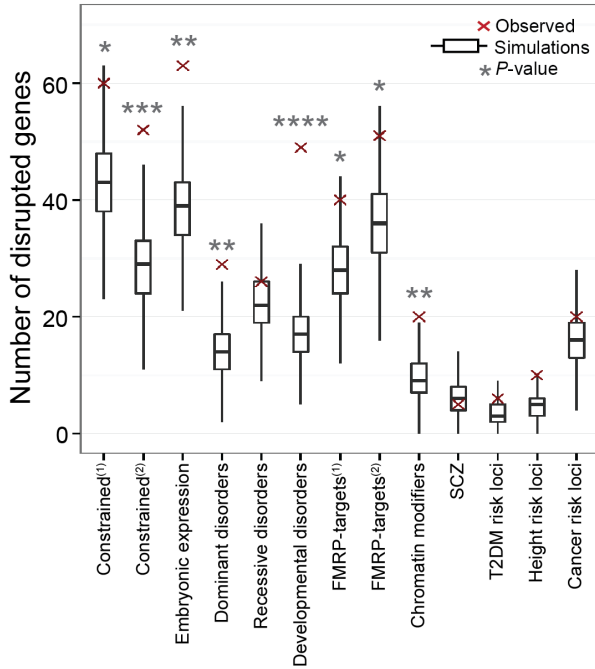 Observed
Simulations
* P-value
Number of disrupted genes
60
40
20
0
*
***
**
**
****
*
*
**
Constrained(1)
Constrained(2)
Embryonic expression
Dominant disorders
Recessive disorders
Developmental disorders
FMRP-targets(1)
FMRP-targets(2)
Chromatin modifiers
SCZ
T2DM risk loci
Height risk loci
Cancer risk loci